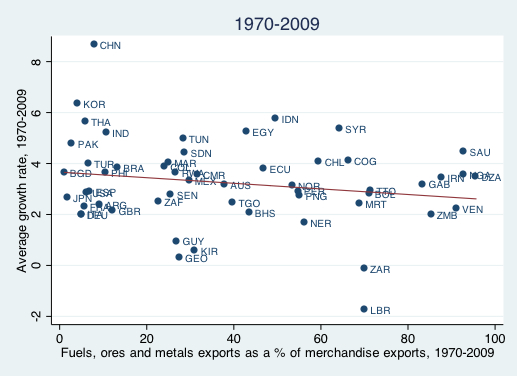 1970-2009
Average growth rate, 1970-2009
8
6
4
2
0
-2
CHN
KOR
THA
IDN
IND
SYR
EGY
PAK
TUN
SDN
SAU
TUR
MAR
CHL
COG
BRA
ECU
BGD
PHL
CMR
NGA
DZA
IRN
MEX
AUS
NOR
GAB
TTO
BOL
PNG
SEN
JPN
ZAF
TGO
MRT
ARG
GBR
VEN
BHS
ZMB
NER
GUY
KIR
GEO
ZAR
LBR
0
20
40
60
80
100
Fuels, ores and metals exports as a % of merchandise exports, 1970-2009